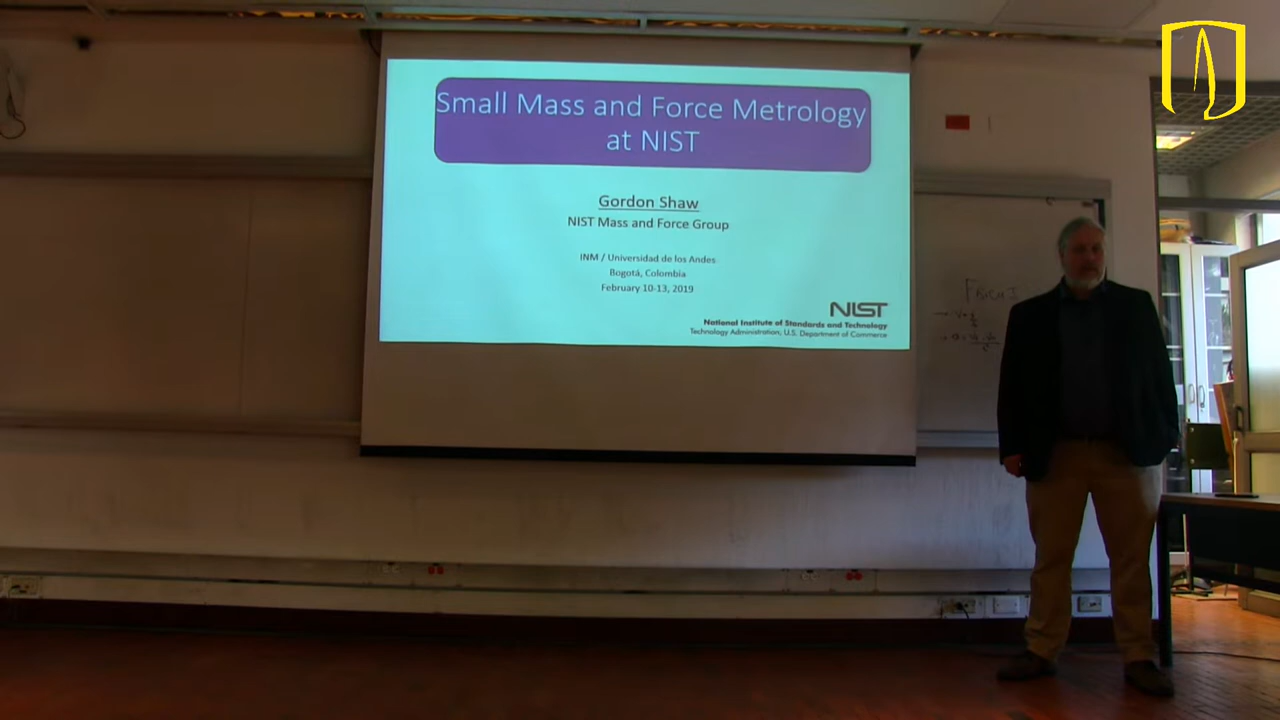 Small Mass and Force Metrology
at NIST
Gordon Shaw
NIST Mass and Force Group
INM / Universidad de los Andes
Bogotá, Colombia
February 10-13, 2019
NIST
National Institute of Standards and Technology
Technology Administration, U.S. Department of Commerce